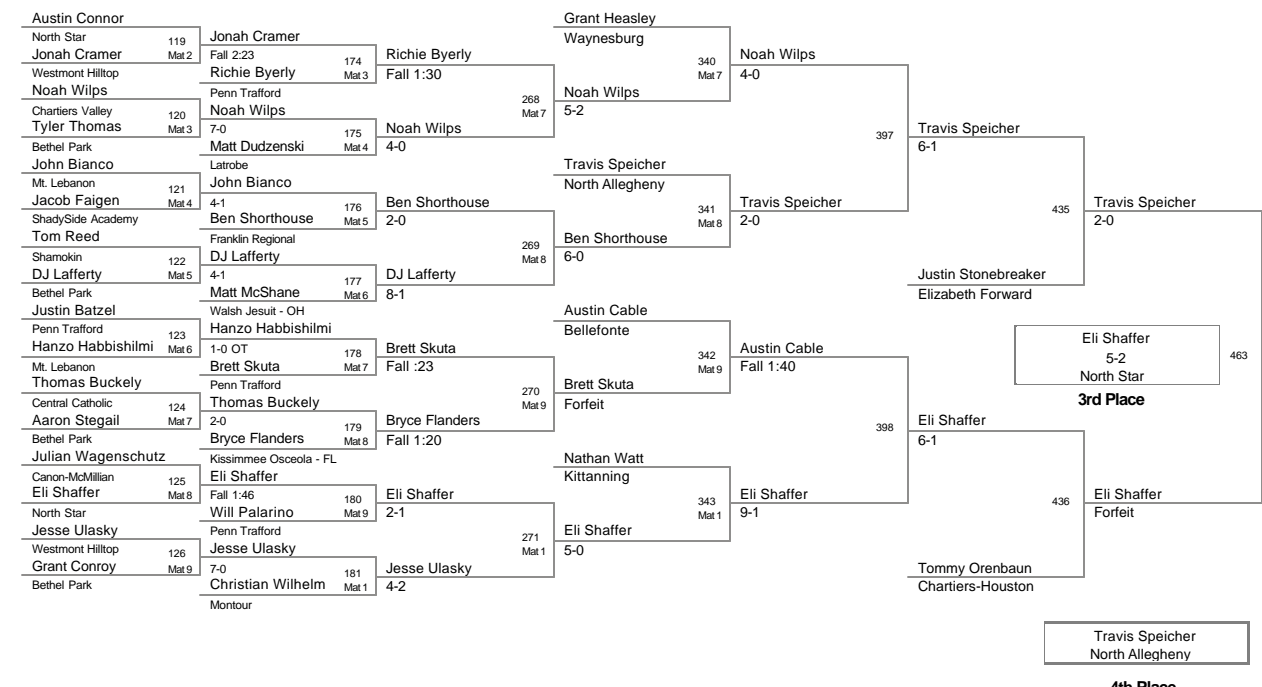 Austin Connor
North Star
119
Jonah Cramer
Mat 2
Westmont Hilltop
Noah Wilps
Chartiers Valley
120
Tyler Thomas
Mat 3
Bethel Park
John Bianco
Mt. Lebanon
121
Jacob Faigen
Mat 4
ShadySide Academy
Tom Reed
Shamokin
122
DJ Lafferty
Mat 5
Bethel Park
Justin Batzel
Penn Trafford
123
Hanzo Habbishilmi
Mat 6
Mt. Lebanon
Thomas Buckely
Central Catholic
124
Aaron Stegail
Mat 7
Bethel Park
Julian Wagenschutz
Canon-McMillian
125
Eli Shaffer
Mat 8
North Star
Jesse Ulasky
Westmont Hilltop
126
Grant Conroy
Mat 9
Bethel Park
Jonah Cramer
Fall 2:23
174
Richie Byerly
Mat 3
Penn Trafford
Noah Wilps
7-0
175
Matt Dudzenski
Mat 4
Latrobe
John Bianco
4-1
176
Ben Shorthouse
Mat 5
Franklin Regional
DJ Lafferty
4-1
177
Matt McShane
Mat 6
Walsh Jesuit - OH
Hanzo Habbishilmi
1-0 OT
178
Brett Skuta
Mat 7
Penn Trafford
Thomas Buckely
2-0
179
Bryce Flanders
Mat 8
Kissimmee Osceola - FL
Eli Shaffer
Fall 1:46
180
Will Palarino
Mat 9
Penn Trafford
Jesse Ulasky
7-0
181
Christian Wilhelm
Mat 1
Montour
Richie Byerly
Fall 1:30
268
Mat 7
Noah Wilps
4-0
Ben Shorthouse
2-0
269
Mat 8
DJ Lafferty
8-1
Brett Skuta
Fall :23
270
Mat 9
Bryce Flanders
Fall 1:20
Eli Shaffer
2-1
271
Mat 1
Jesse Ulasky
4-2
Grant Heasley
Waynesburg
340
Mat 7
Noah Wilps
5-2
Travis Speicher
North Allegheny
341
Mat 8
Ben Shorthouse
6-0
Austin Cable
Bellefonte
342
Mat 9
Brett Skuta
Forfeit
Nathan Watt
Kittanning
343
Mat 1
Eli Shaffer
5-0
Noah Wilps
4-0
397
Travis Speicher
2-0
Austin Cable
Fall 1:40
398
Eli Shaffer
9-1
Travis Speicher
6-1
435
Justin Stonebreaker
Elizabeth Forward
Eli Shaffer
6-1
436
Tommy Orenbaun
Chartiers-Houston
Travis Speicher
2-0
Eli Shaffer
5-2
463
North Star
3rd Place
Eli Shaffer
Forfeit
Travis Speicher
North Allegheny
4th Place